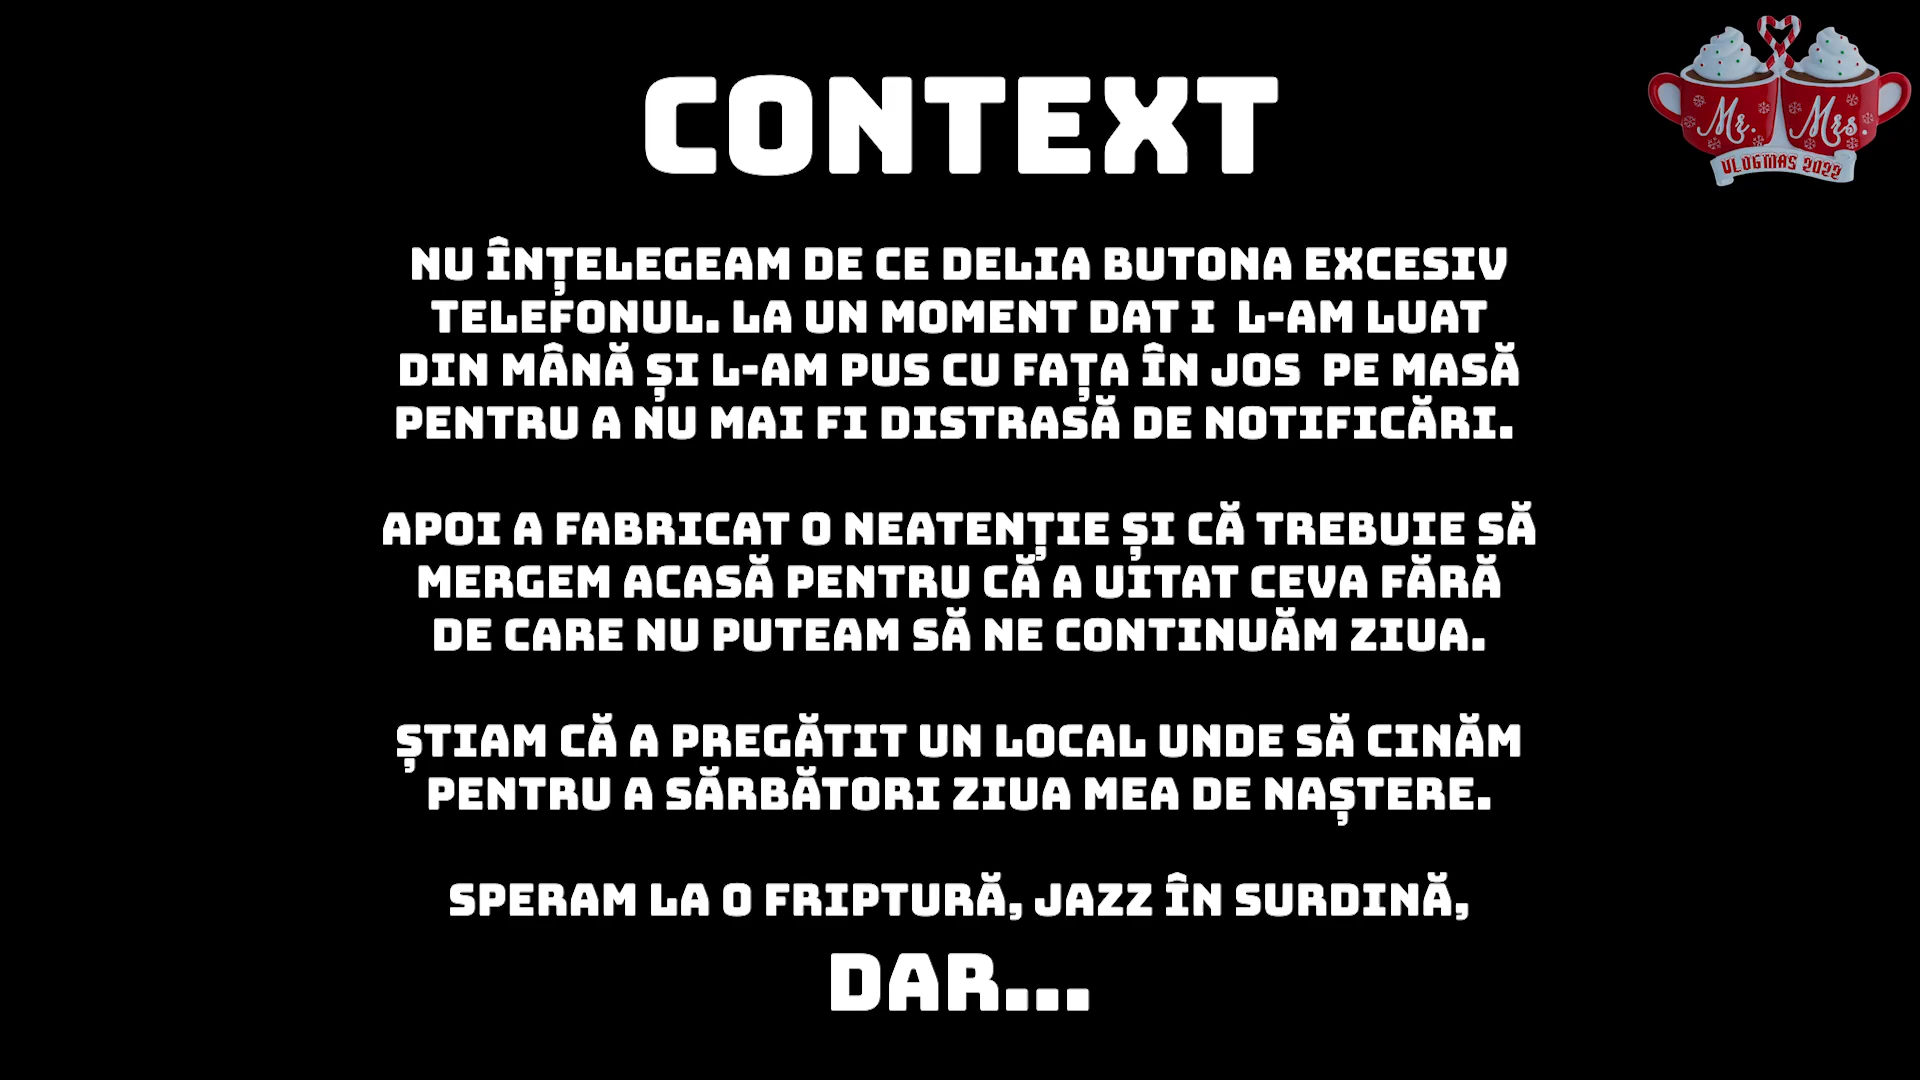 CONTEXT
Mr. Mrs.
VLOGMAS 2022
NU ÎNȚELEGEAM DE CE DELIA BUTONA EXCESIV
TELEFONUL. LA UN MOMENT DAT I L-AM LUAT
DIN MÂNĂ ȘI L-AM PUS CU FAȚA ÎN JOS PE MASĂ
PENTRU A NU MAI FI DISTRASĂ DE NOTIFICĂRI.
APOI A FABRICAT O NEATENȚIE ȘI CĂ TREBUIE SĂ
MERGEM ACASĂ PENTRU CĂ A UITAT CEVA FĂRĂ
DE CARE NU PUTEAM SĂ NE CONTINUĂM ZIUA.
ȘTIAM CĂ A PREGĂTIT UN LOCAL UNDE SĂ CINĂM
PENTRU A SĂRBĂTORI ZIUA MEA DE NAȘTERE.
SPERAM LA O FRIPTURĂ, JAZZ ÎN SURDINĂ,
DAR...